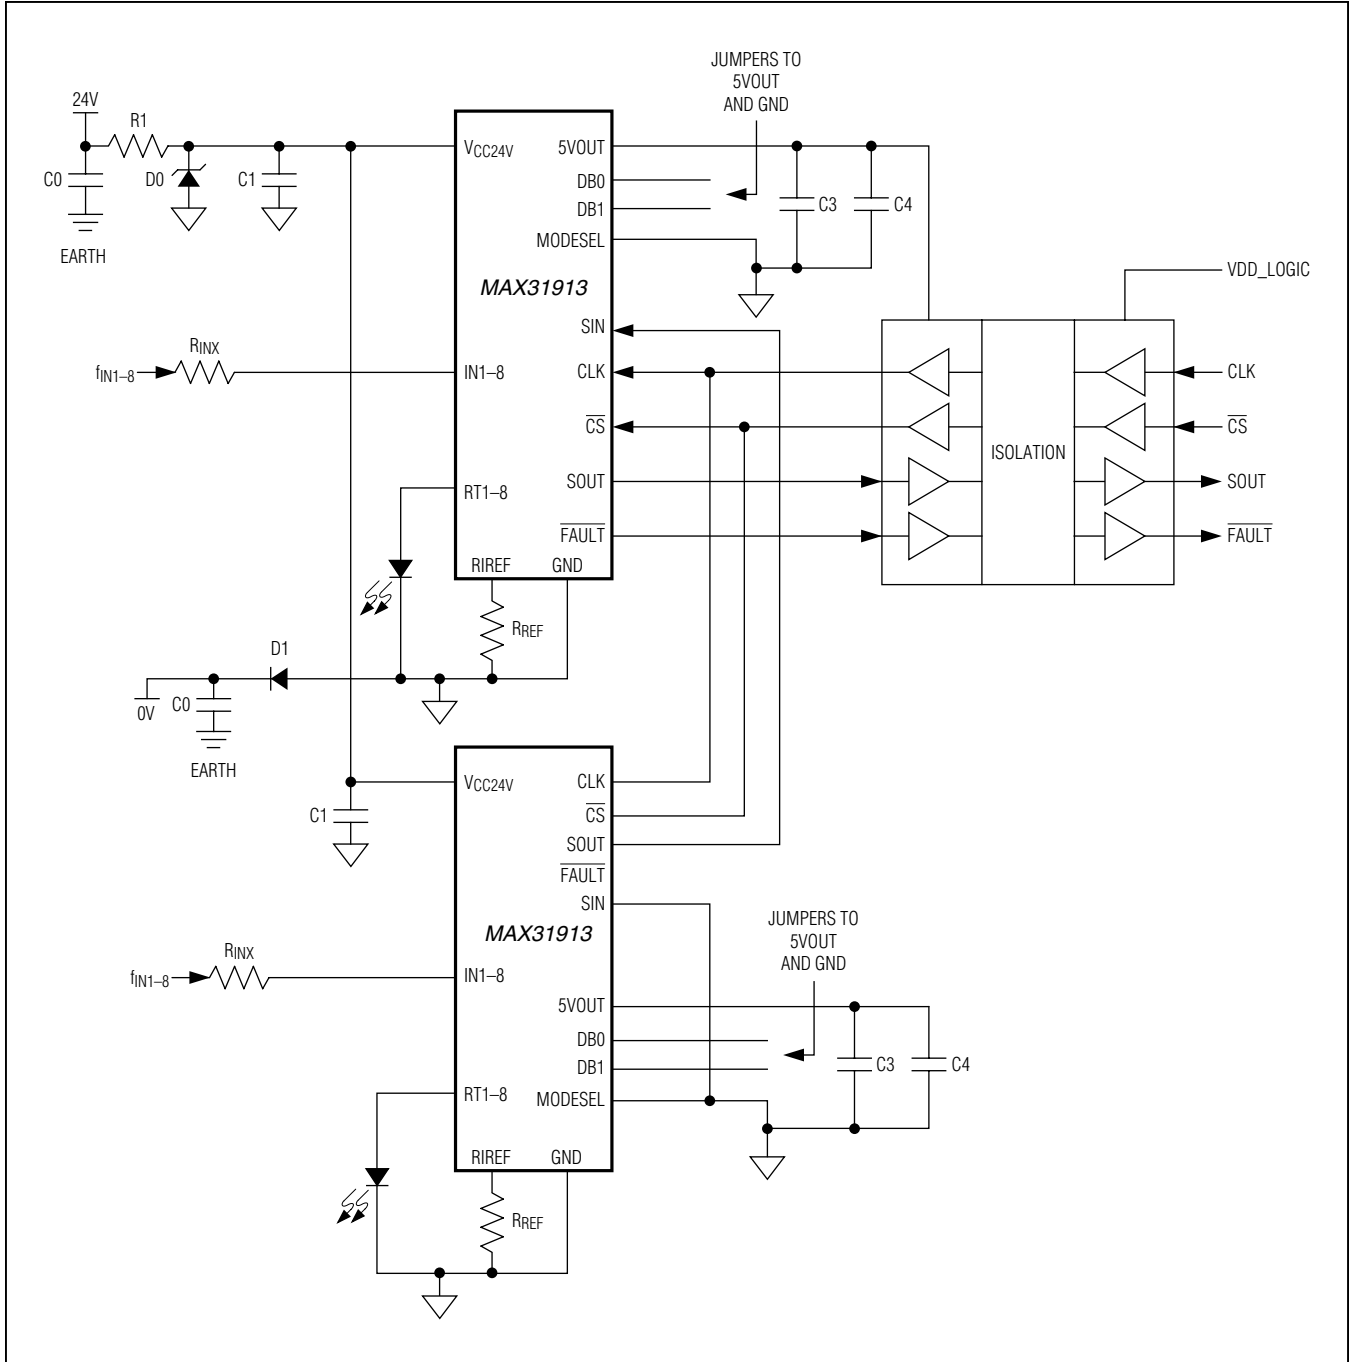 JUMPERS TO
5VOUT
AND GND
24V
R1
C0
D0
C1
EARTH
VCC24V
5VOUT
DB0
DB1
MODESEL
C3
C4
MAX31913
VDD_LOGIC
SIN
fIN1–8
RINX
IN1–8
CLK
CLK
CS
CS
ISOLATION
RT1–8
SOUT
SOUT
FAULT
FAULT
RIREF
GND
RREF
D1
0V
C0
EARTH
VCC24V
CLK
C1
CS
SOUT
FAULT
SIN
MAX31913
JUMPERS TO
5VOUT
AND GND
fIN1–8
RINX
IN1–8
5VOUT
DB0
DB1
C3
C4
RT1–8
MODESEL
RIREF
GND
RREF